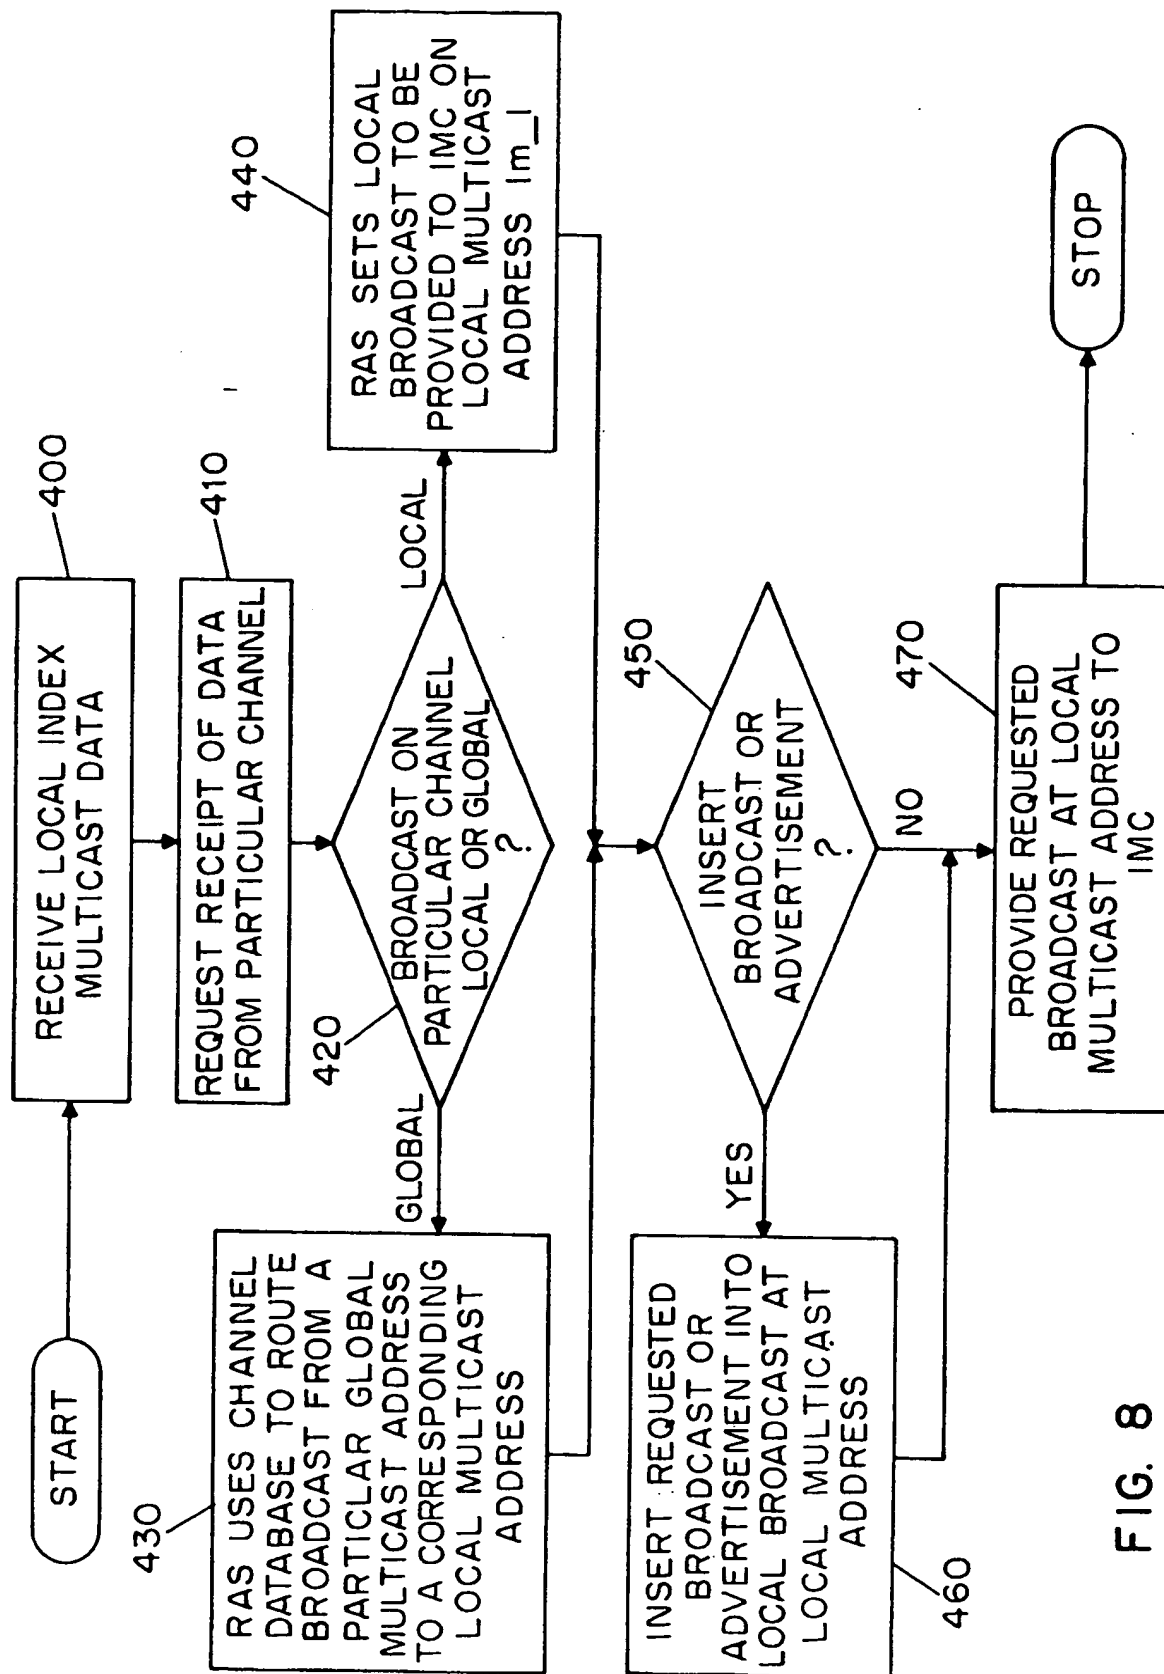 START
RECEIVE LOCAL INDEX
MULTICAST DATA
400
REQUEST RECEIPT OF DATA
FROM PARTICULAR CHANNEL
410
BROADCAST ON
PARTICULAR CHANNEL
LOCAL OR GLOBAL
?
420
GLOBAL
LOCAL
430
RAS USES CHANNEL
DATABASE TO ROUTE
BROADCAST FROM A
PARTICLAR GLOBAL
MULTICAST ADDRESS
TO A CORRESPONDING
LOCAL MULTICAST
ADDRESS
440
RAS SETS LOCAL
BROADCAST TO BE
PROVIDED TO IMC ON
LOCAL MULTICAST
ADDRESS lm_l
INSERT
BROADCAST OR
ADVERTISEMENT
?
450
YES
NO
INSERT REQUESTED
BROADCAST OR
ADVERTISEMENT INTO
LOCAL BROADCAST AT
LOCAL MULTICAST
ADDRESS
460
PROVIDE REQUESTED
BROADCAST AT LOCAL
MULTICAST ADDRESS TO
IMC
470
STOP
FIG. 8